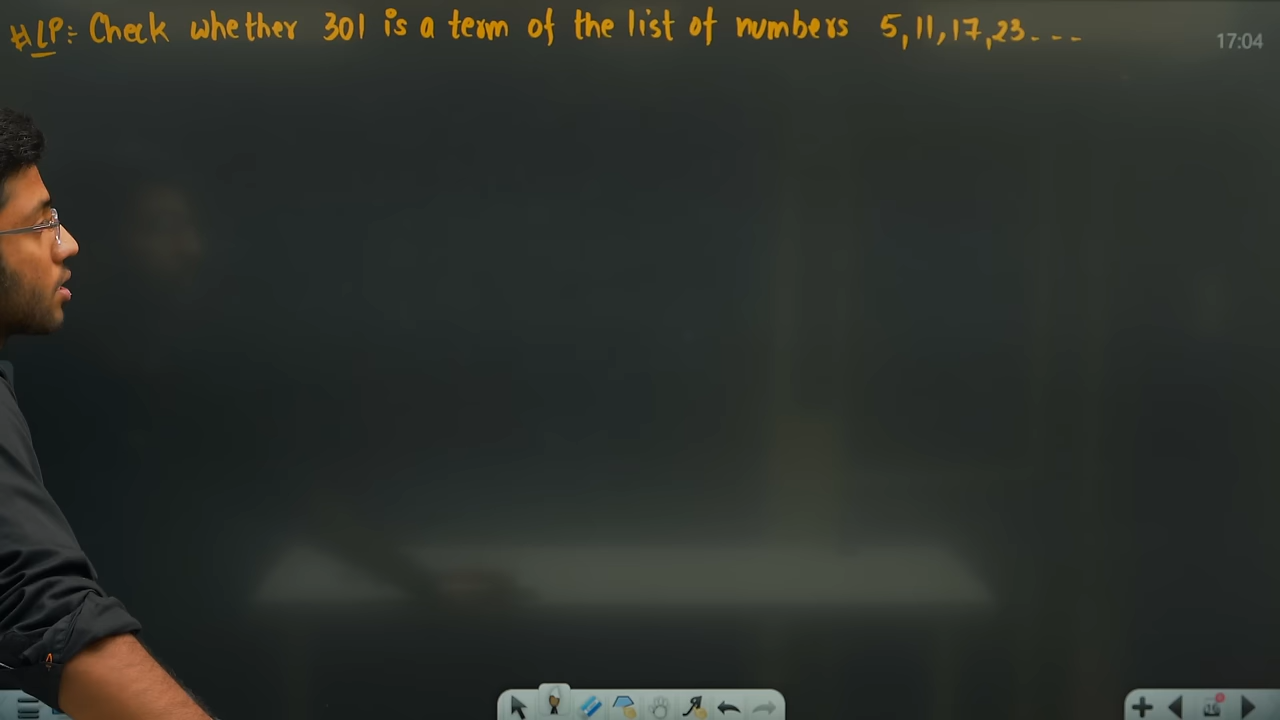 #LP:- Check whether 301 is a term of the list of numbers 5,11,17,23---
17:04